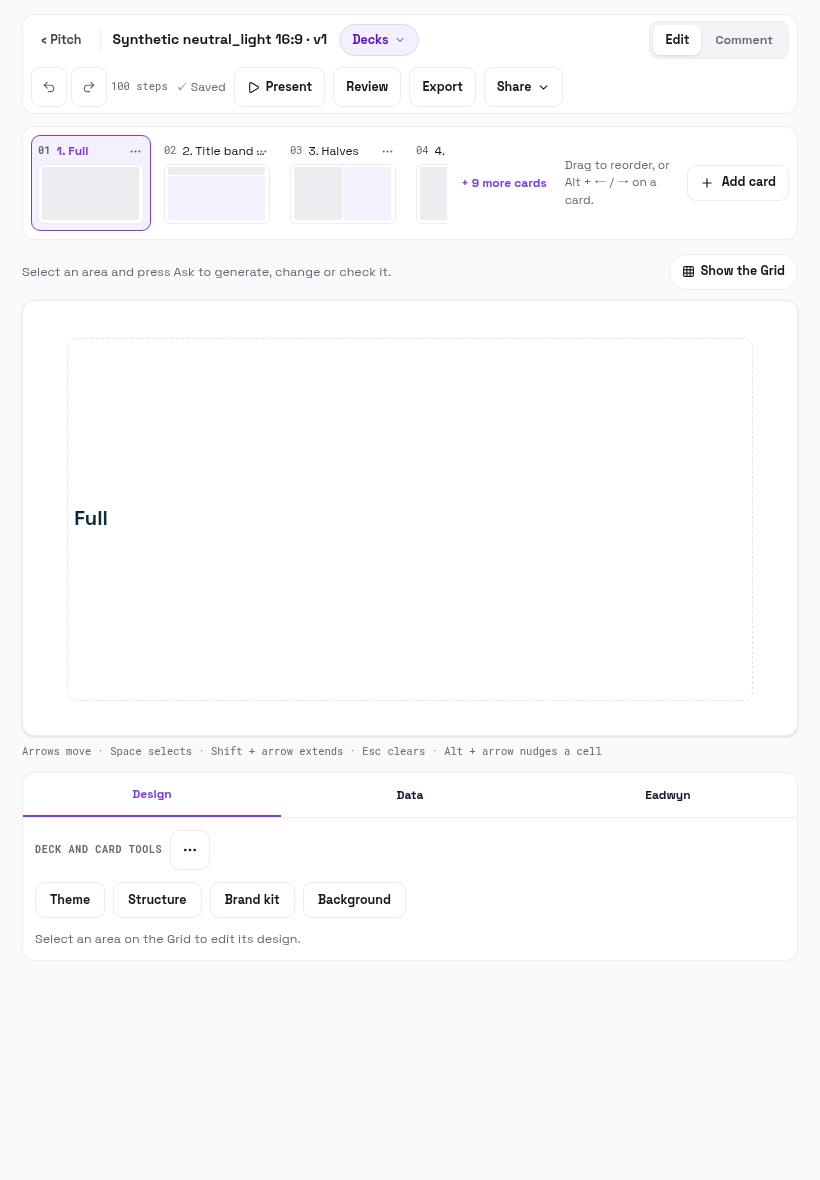 < Pitch
Synthetic neutral_light 16:9 · v1
Decks
Edit
Comment
100 steps
✓ Saved
Present
Review
Export
Share
01 1. Full ···
02 2. Title band ···
03 3. Halves ···
04 4.
+ 9 more cards
Drag to reorder, or
Alt + ← / → on a
card.
+ Add card
Select an area and press Ask to generate, change or check it.
Show the Grid
Full
Arrows move · Space selects · Shift + arrow extends · Esc clears · Alt + arrow nudges a cell
Design
Data
Eadwyn
DECK AND CARD TOOLS ···
Theme
Structure
Brand kit
Background
Select an area on the Grid to edit its design.